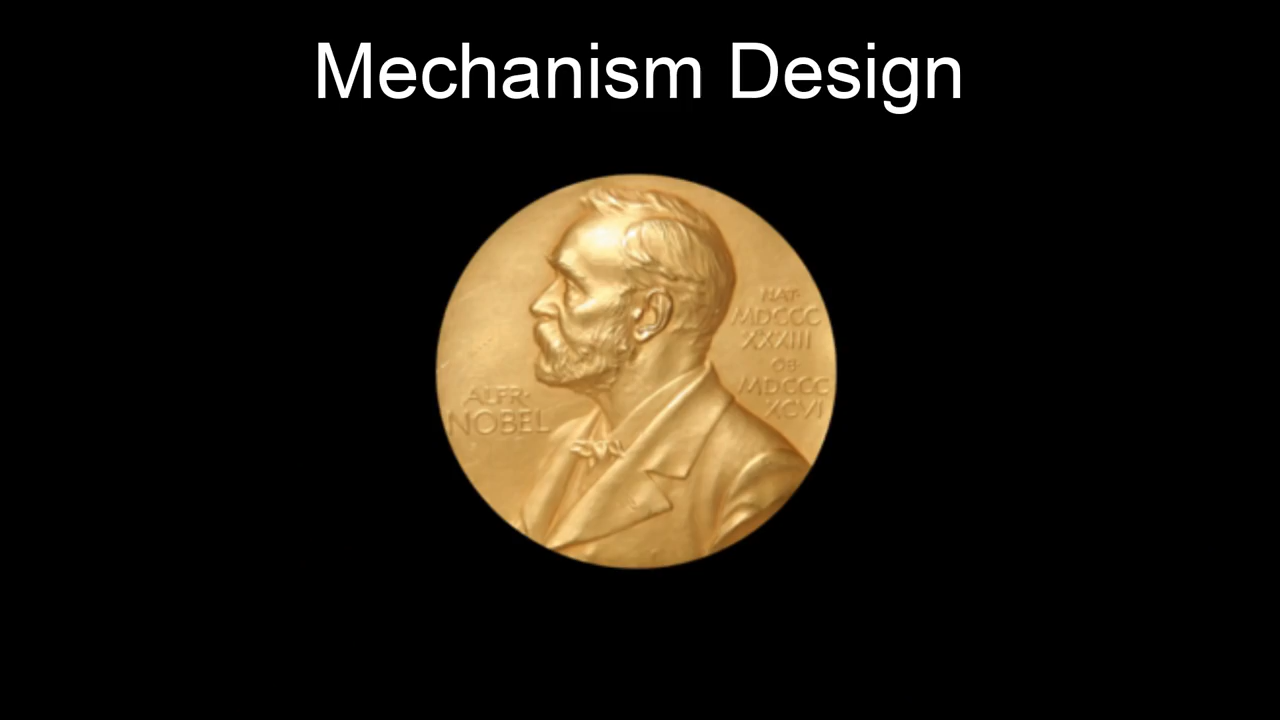 Mechanism Design
ALFR·
NOBEL
NAT·
MDCCC
XXXIII
OB·
MDCCC
XCVI